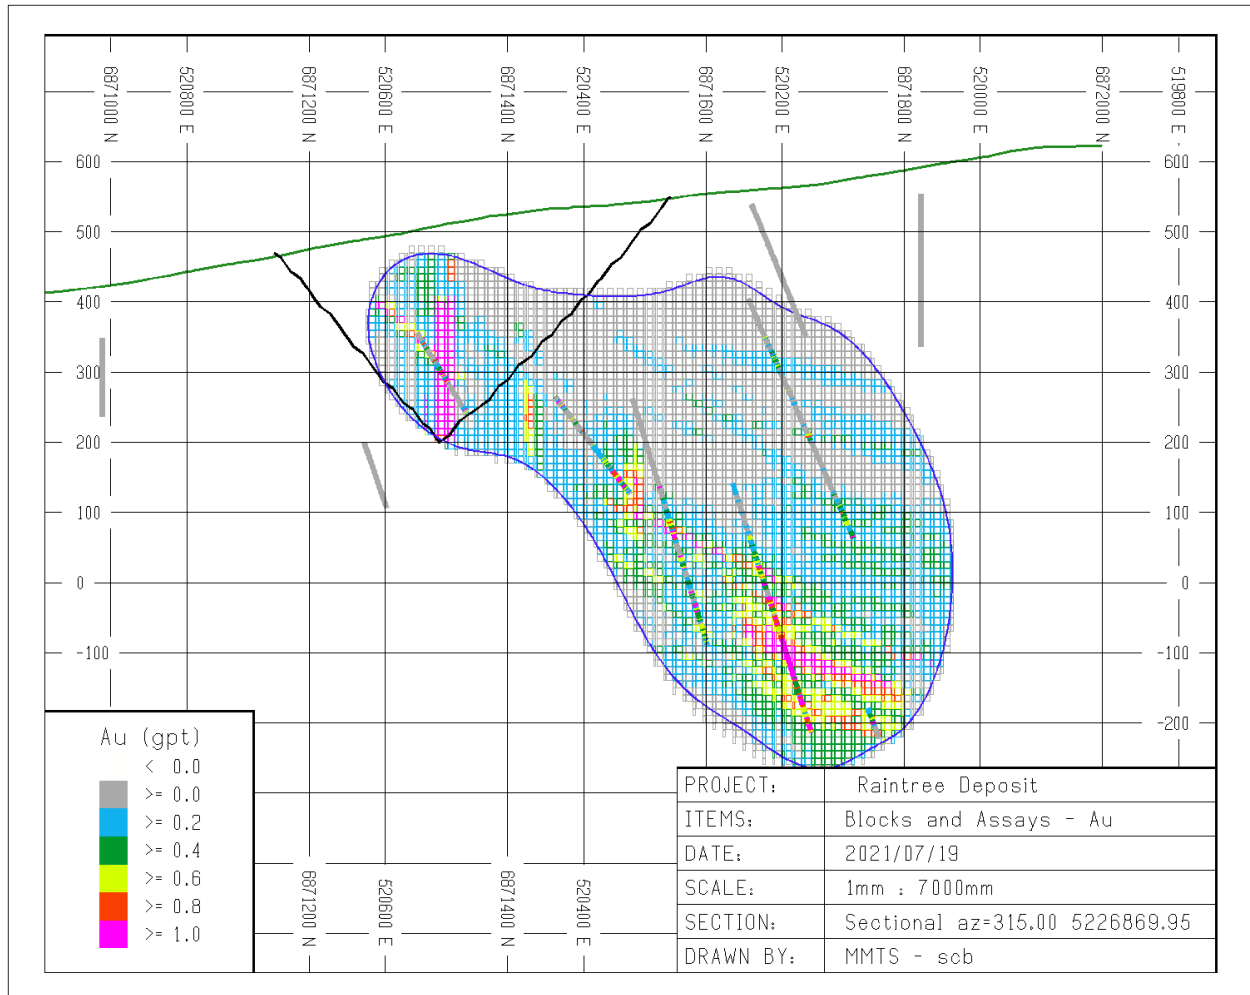 6871000 N
520800 E
6871200 N
520600 E
6871400 N
520400 E
6871600 N
520200 E
6871800 N
520000 E
6872000 N
519800 E
600 600
500 500
400 400
300 300
200 200
100 100
0 0
-100 -100
-200 -200
Au (gpt)
< 0.0
>= 0.0
>= 0.2
>= 0.4
>= 0.6
>= 0.8
>= 1.0
6871200 N
520600 E
6871400 N
520400 E
PROJECT: Raintree Deposit
ITEMS: Blocks and Assays - Au
DATE: 2021/07/19
SCALE: 1mm : 7000mm
SECTION: Sectional az=315.00 5226869.95
DRAWN BY: MMTS - scb